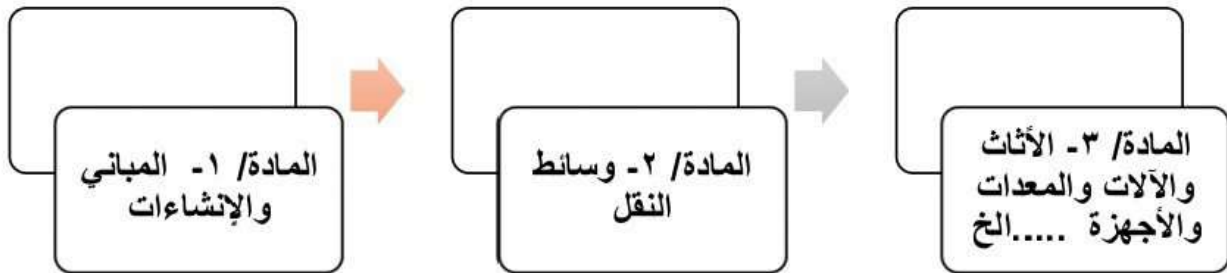 المادة/ ١- المباني
والإنشاءات
المادة/ ٢- وسائط
النقل
المادة/ ٣- الأثاث
والآلات والمعدات
والأجهزة .....الخ